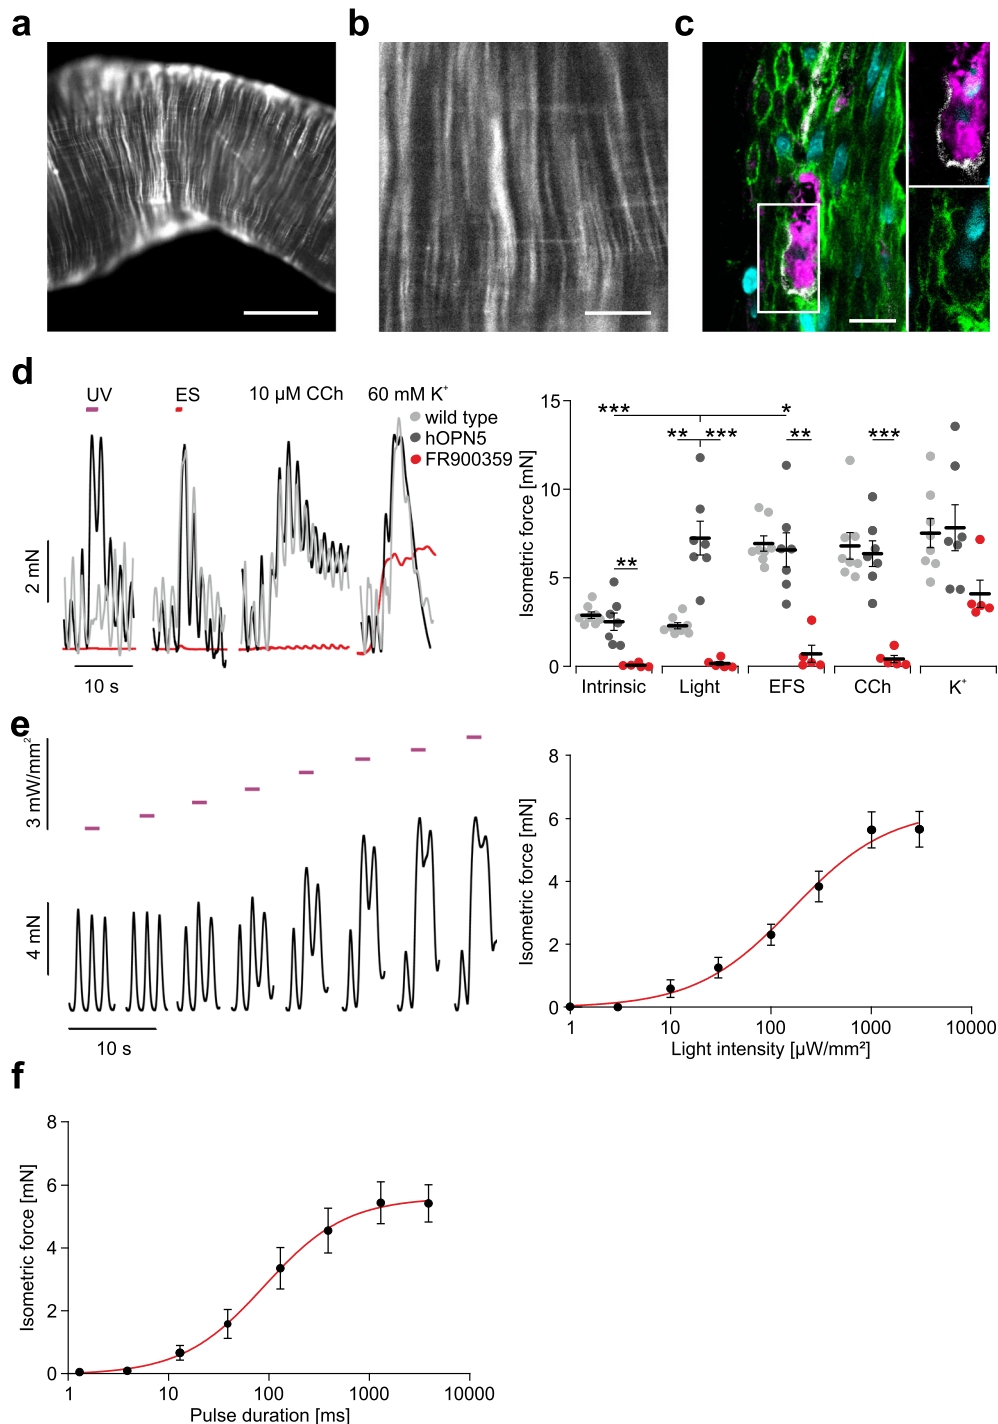 a
b
c
d
UV
ES
10 µM CCh
60 mM K⁺
wild type
hOPN5
FR900359
2 mN
10 s
Isometric force [mN]
15
10
5
0
***
*
**
***
**
***
**
Intrinsic
Light
EFS
CCh
K⁺
e
3 mW/mm²
4 mN
10 s
Isometric force [mN]
8
6
4
2
0
1
10
100
1000
10000
Light intensity [µW/mm²]
f
Isometric force [mN]
8
6
4
2
0
1
10
100
1000
10000
Pulse duration [ms]